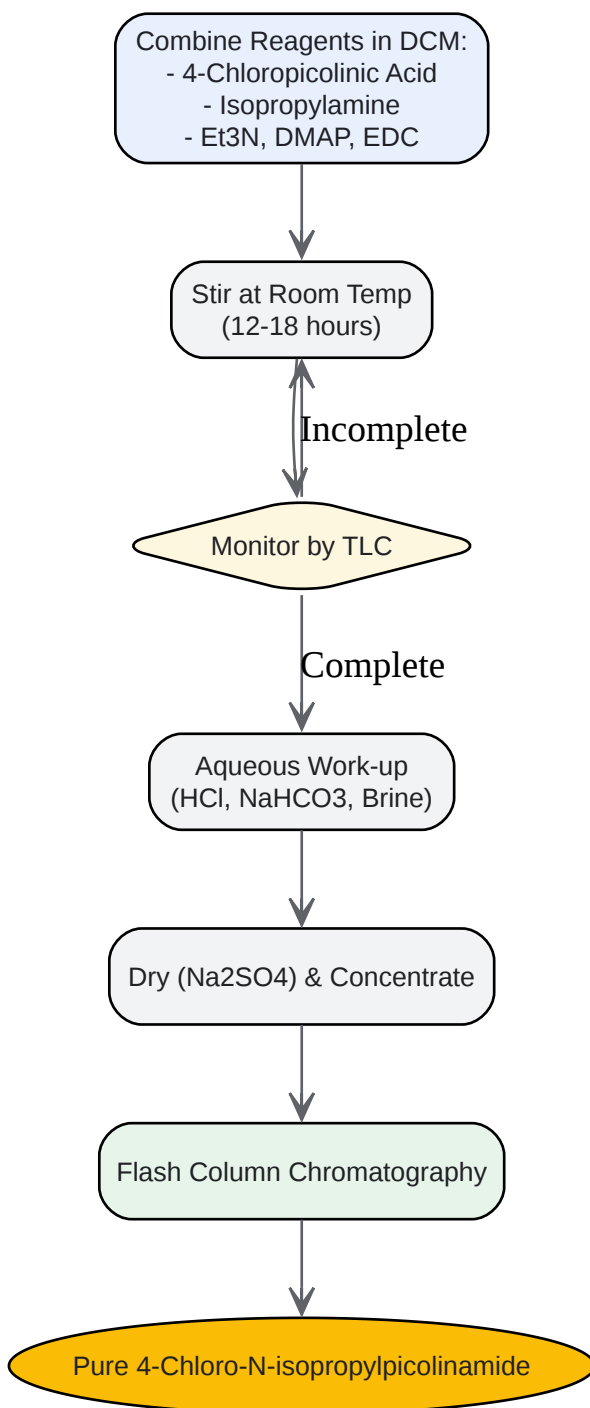 Combine Reagents in DCM:
- 4-Chloropicolinic Acid
- Isopropylamine
- Et3N, DMAP, EDC
Stir at Room Temp
(12-18 hours)
Incomplete
Monitor by TLC
Complete
Aqueous Work-up
(HCl, NaHCO3, Brine)
Dry (Na2SO4) & Concentrate
Flash Column Chromatography
Pure 4-Chloro-N-isopropylpicolinamide